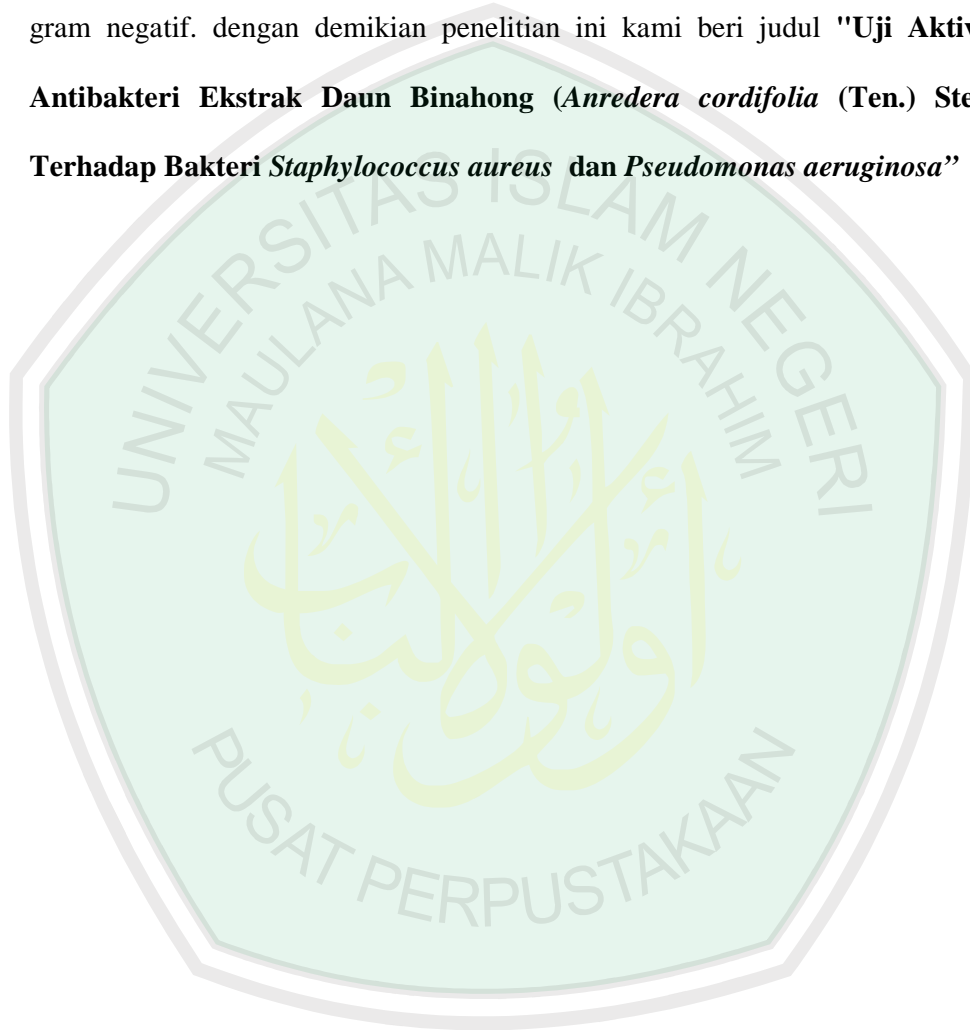 gram negatif. dengan demikian penelitian ini kami beri judul "Uji Aktiv
Antibakteri Ekstrak Daun Binahong (Anredera cordifolia (Ten.) Ste
Terhadap Bakteri Staphylococcus aureus dan Pseudomonas aeruginosa”
UNIVERSITAS ISLAM NEGERI
MAULANA MALIK IBRAHIM
PUSAT PERPUSTAKAAN